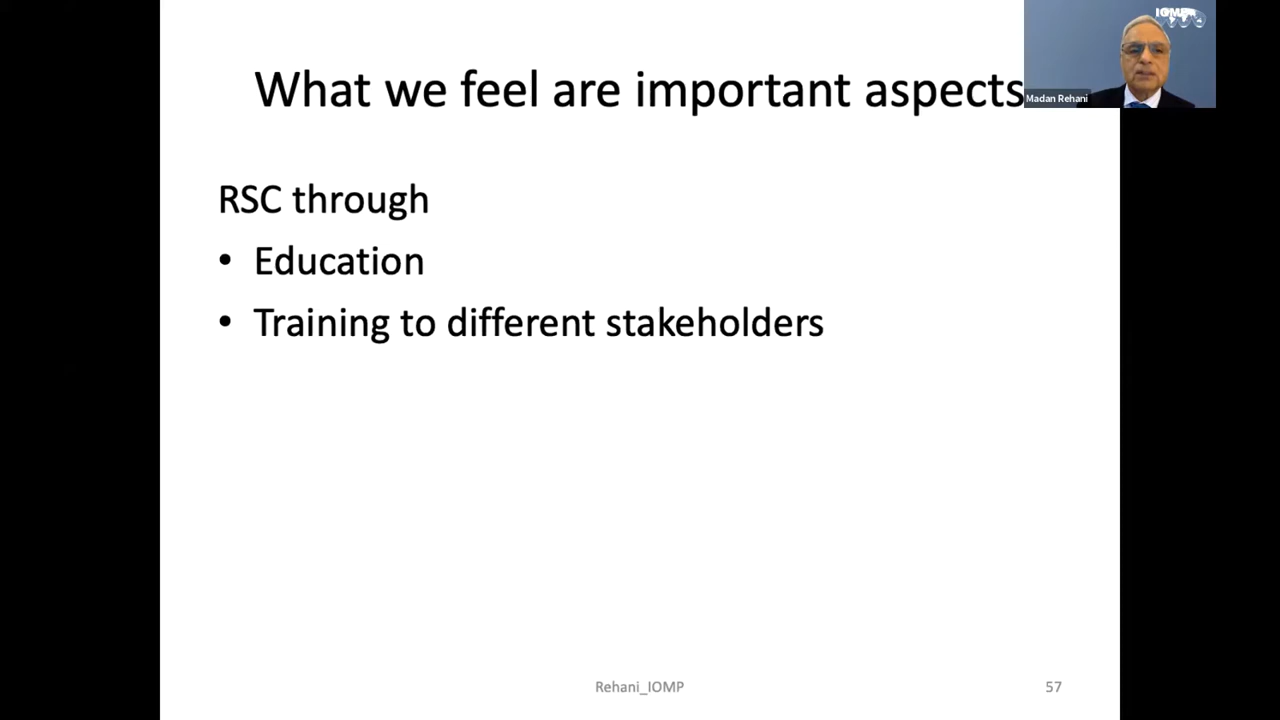 IOMP
What we feel are important aspects
Madan Rehani
RSC through
• Education
• Training to different stakeholders
Rehani_IOMP
57